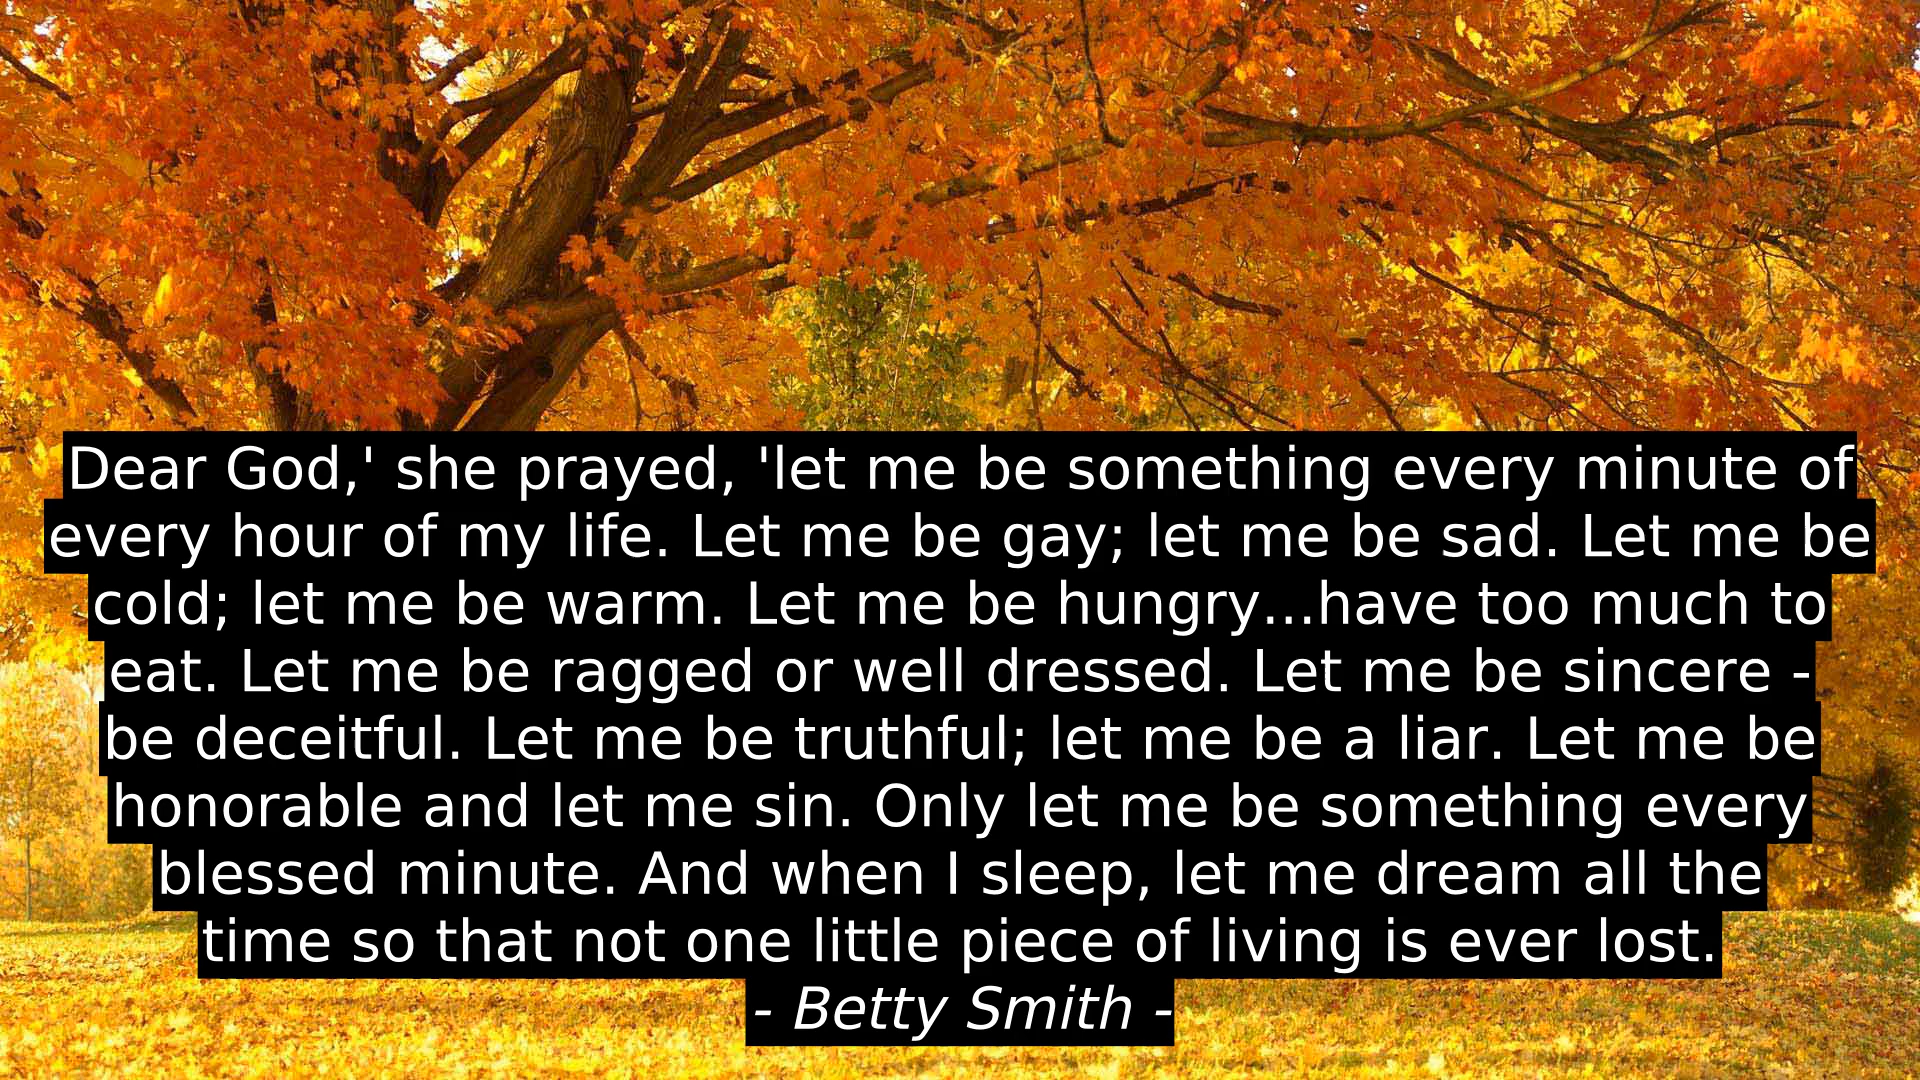 Dear God,' she prayed, 'let me be something every minute of
every hour of my life. Let me be gay; let me be sad. Let me be
cold; let me be warm. Let me be hungry...have too much to
eat. Let me be ragged or well dressed. Let me be sincere -
be deceitful. Let me be truthful; let me be a liar. Let me be
honorable and let me sin. Only let me be something every
blessed minute. And when I sleep, let me dream all the
time so that not one little piece of living is ever lost.
- Betty Smith -